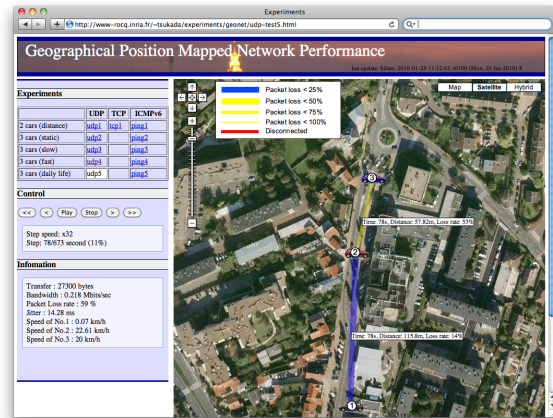 Experiments
http://www-rocq.inria.fr/~tsukada/experiments/geonet/udp-test5.html
Q
Geographical Position Mapped Network Performance
last update: $Date: 2010-01-25 11:13:42 +0100 (Mon, 25 Jan 2010) $
Experiments
UDP TCP ICMPv6
2 cars (distance) udp1 tcp1 ping1
3 cars (static) udp2 ping2
3 cars (slow) udp3 ping3
3 cars (fast) udp4 ping4
3 cars (daily life) udp5 ping5
Control
<< < Play Stop > >>
Step speed: x32
Step: 78/673 second (11%)
Infomation
Transfer : 27300 bytes
Bandwidth : 0.218 Mbits/sec
Packet Loss rate : 59 %
Jitter : 14.28 ms
Speed of No.1 : 0.07 km/h
Speed of No.2 : 22.61 km/h
Speed of No.3 : 20 km/h
Packet loss < 25%
Packet loss < 50%
Packet loss < 75%
Packet loss < 100%
Disconnected
Map Satellite Hybrid
3
Time: 78s, Distance: 57.82m, Loss rate: 53%
2
Time: 78s, Distance: 115.8m, Loss rate: 14%
1